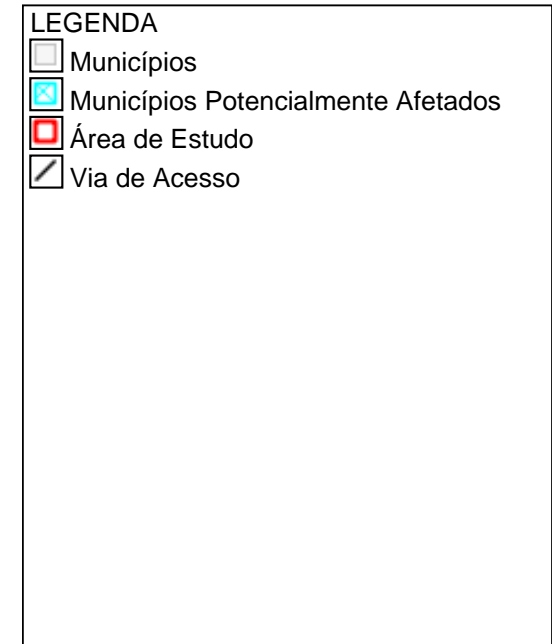 LEGENDA
Municípios
Municípios Potencialmente Afetados
Área de Estudo
Via de Acesso